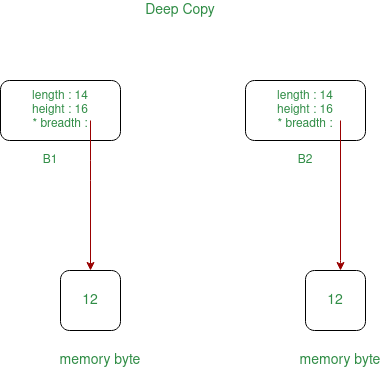 Deep Copy
length : 14
height : 16
* breadth :
B1
length : 14
height : 16
* breadth :
B2
12
12
memory byte
memory byte